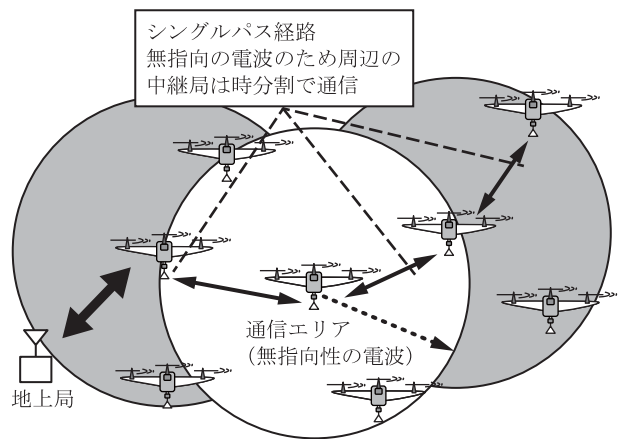 シングルパス経路
無指向の電波のため周辺の
中継局は時分割で通信
通信エリア
（無指向性の電波）
地上局